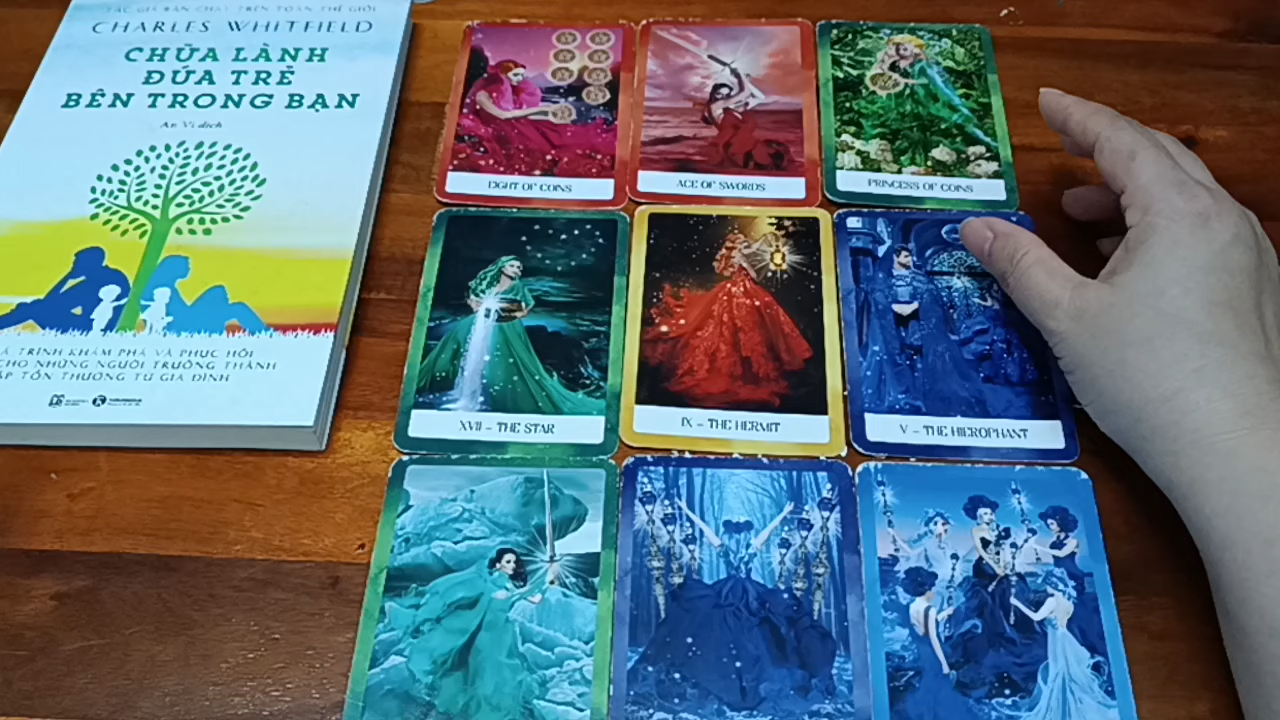 TÁC GIẢ BÁN CHẠY TRÊN TOÀN THẾ GIỚI
CHARLES WHITFIELD
CHỮA LÀNH
ĐỨA TRẺ
BÊN TRONG BẠN
An Vi dịch
Á TRÌNH KHÁM PHÁ VÀ PHỤC HỒI
CHO NHỮNG NGƯỜI TRƯỞNG THÀNH
ẶP TỔN THƯƠNG TỪ GIA ĐÌNH
EIGHT OF COINS
ACE OF SWORDS
PRINCESS OF COINS
XVII – THE STAR
IX – THE HERMIT
V – THE HIEROPHANT